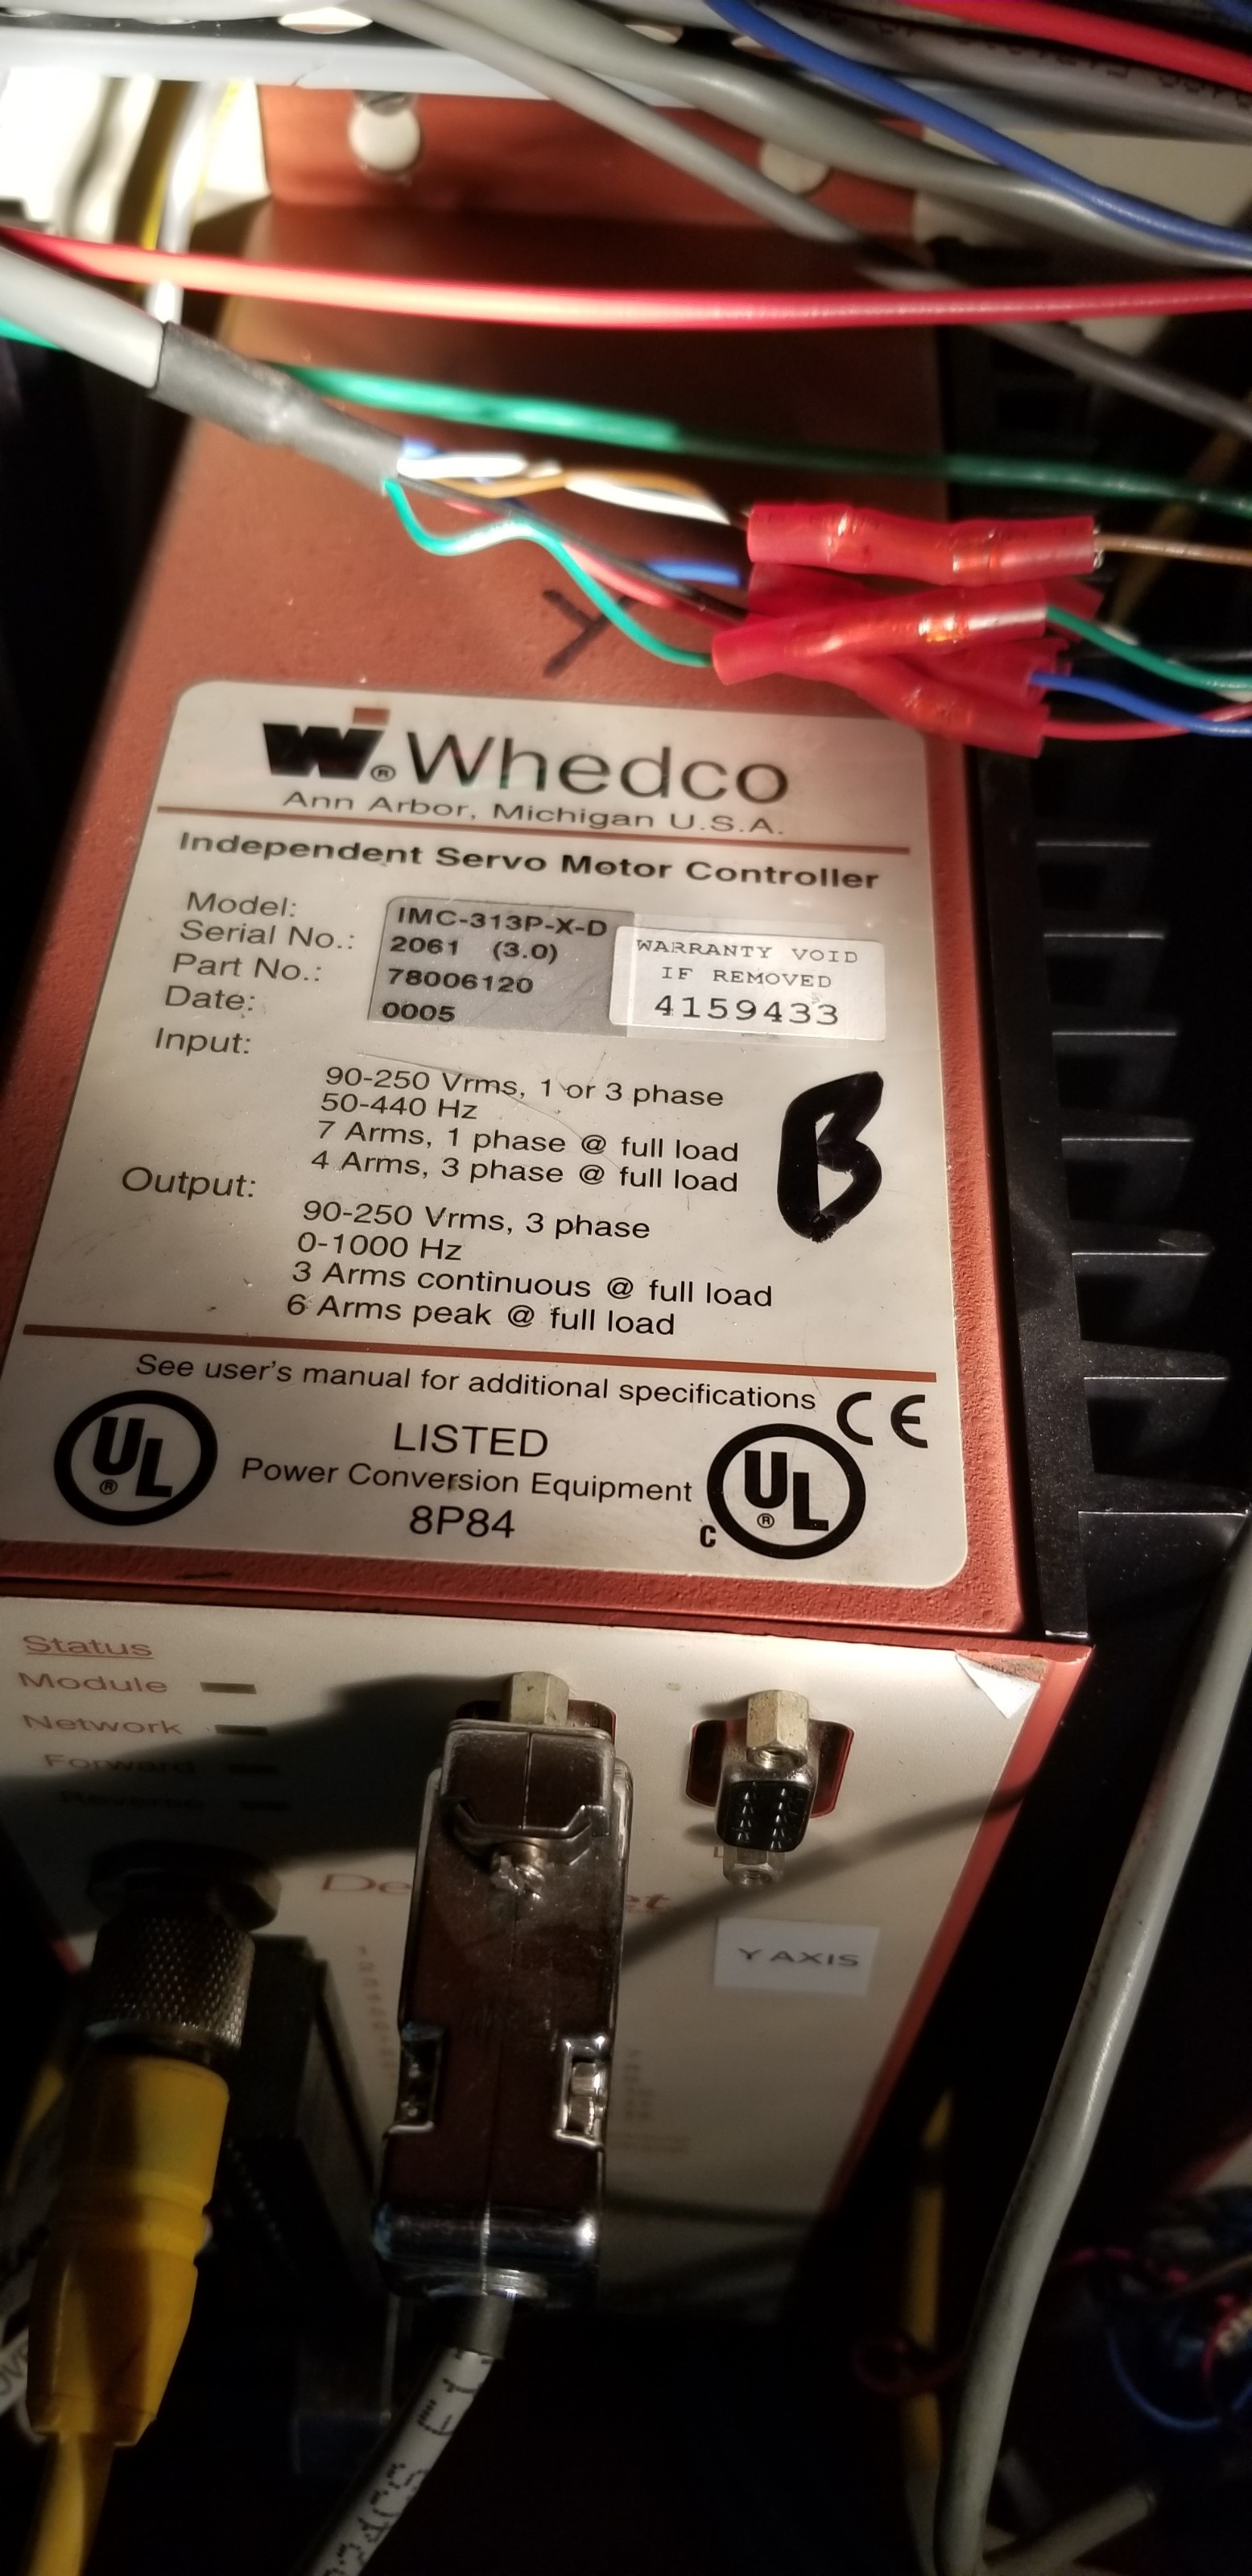 Y
W® Whedco
Ann Arbor, Michigan U.S.A.
Independent Servo Motor Controller
Model: IMC-313P-X-D
Serial No.: 2061 (3.0)
Part No.: 78006120
Date: 0005
WARRANTY VOID
IF REMOVED
4159433
Input:
90-250 Vrms, 1 or 3 phase
50-440 Hz
7 Arms, 1 phase @ full load
4 Arms, 3 phase @ full load
B
Output:
90-250 Vrms, 3 phase
0-1000 Hz
3 Arms continuous @ full load
6 Arms peak @ full load
See user's manual for additional specifications
CE
UL®
LISTED
Power Conversion Equipment
8P84
C UL®
Status
Module
Network
Forward
Reverse
Y AXIS